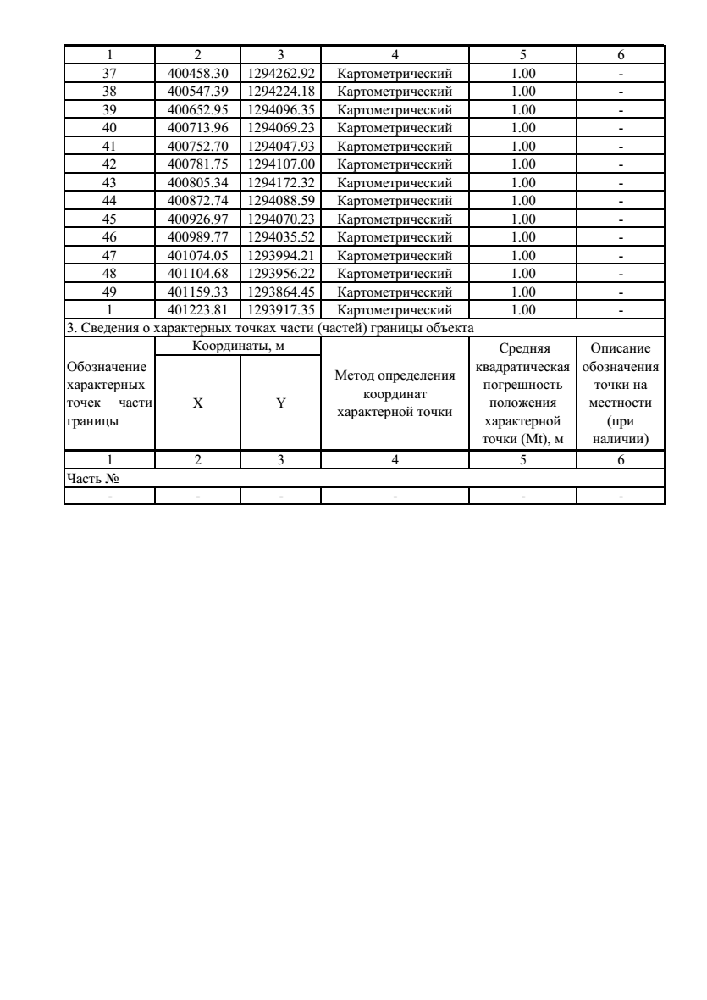 1 2 3 4 5 6
37 400458.30 1294262.92 Картометрический 1.00 -
38 400547.39 1294224.18 Картометрический 1.00 -
39 400652.95 1294096.35 Картометрический 1.00 -
40 400713.96 1294069.23 Картометрический 1.00 -
41 400752.70 1294047.93 Картометрический 1.00 -
42 400781.75 1294107.00 Картометрический 1.00 -
43 400805.34 1294172.32 Картометрический 1.00 -
44 400872.74 1294088.59 Картометрический 1.00 -
45 400926.97 1294070.23 Картометрический 1.00 -
46 400989.77 1294035.52 Картометрический 1.00 -
47 401074.05 1293994.21 Картометрический 1.00 -
48 401104.68 1293956.22 Картометрический 1.00 -
49 401159.33 1293864.45 Картометрический 1.00 -
1 401223.81 1293917.35 Картометрический 1.00 -
3. Сведения о характерных точках части (частей) границы объекта
Обозначение
характерных
точек части
границы
Координаты, м
X
Y
Метод определения
координат
характерной точки
Средняя
квадратическая
погрешность
положения
характерной
точки (Mt), м
Описание
обозначения
точки на
местности
(при
наличии)
1 2 3 4 5 6
Часть №
- - - - - -